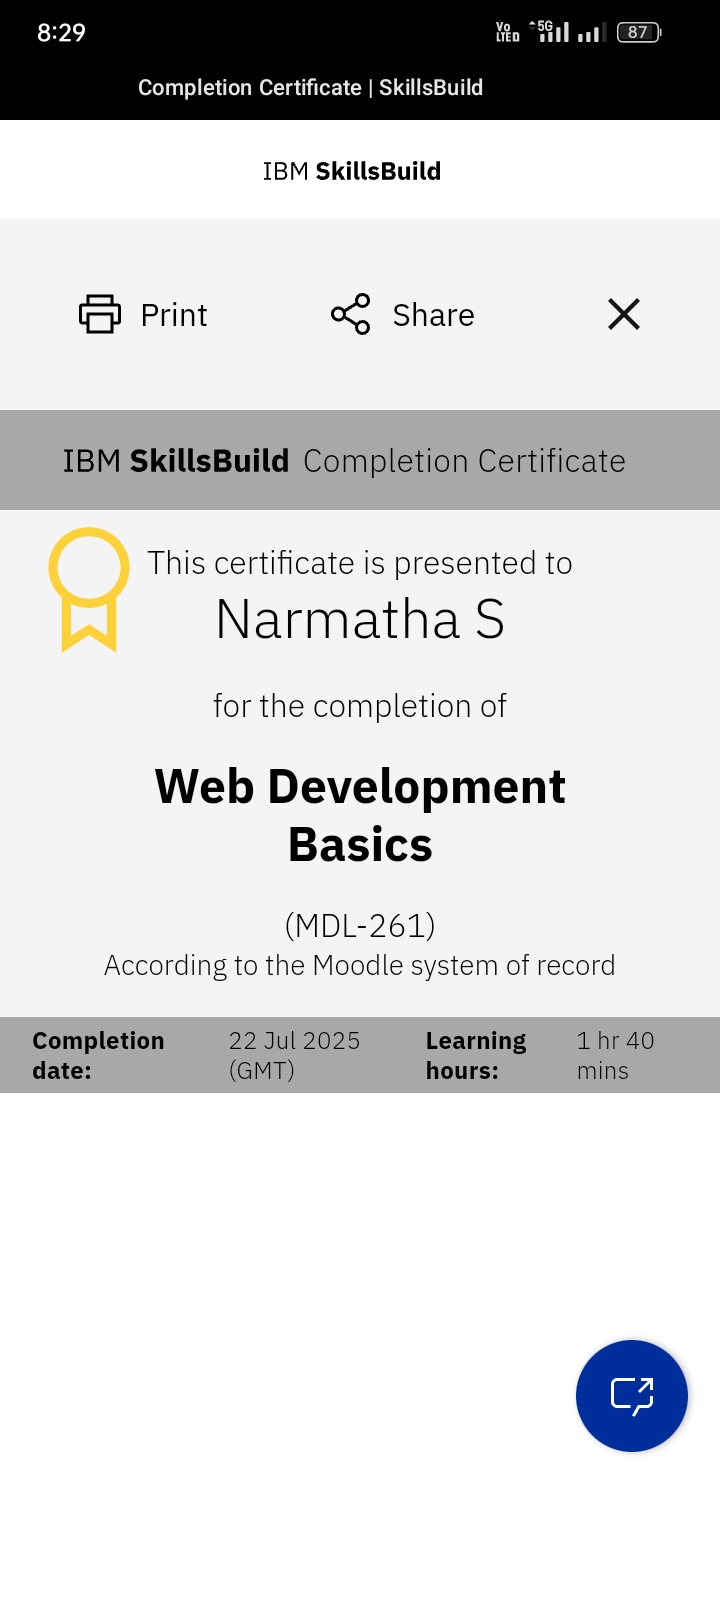 8:29
Vo LTED 5G 87
Completion Certificate | SkillsBuild
IBM SkillsBuild
Print Share
IBM SkillsBuild Completion Certificate
This certificate is presented to
Narmatha S
for the completion of
Web Development
Basics
(MDL-261)
According to the Moodle system of record
Completion date: 22 Jul 2025 (GMT) Learning hours: 1 hr 40 mins